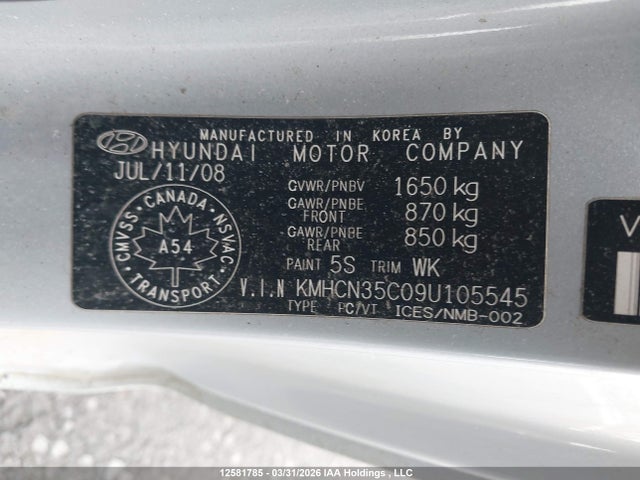 MANUFACTURED IN KOREA BY
HYUNDAI MOTOR COMPANY
JUL/11/08
GVWR/PNBV 1650 kg
GAWR/PNBE FRONT 870 kg
GAWR/PNBE REAR 850 kg
PAINT 5S TRIM WK
CMVSS · CANADA · NSVAC
A54
TRANSPORT
V.I.N KMHCN35C09U105545
TYPE PC/VT ICES/NMB-002
V
12581785 - 03/31/2026 IAA Holdings, LLC